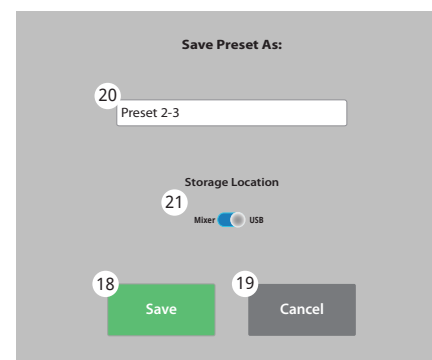 Save Preset As:
20
Preset 2-3
Storage Location
21
Mixer USB
18 19
Save Cancel